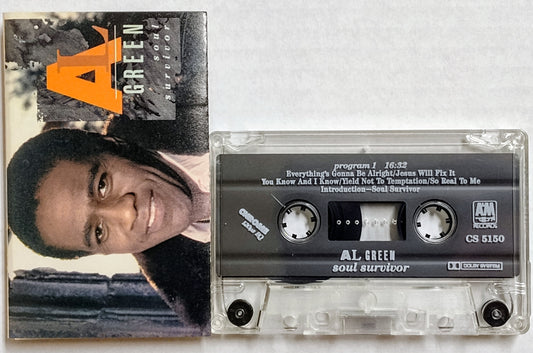 AL
GREEN
soul
survivor
program 1 16:32
Everything's Gonna Be Alright/Jesus Will Fix It
You Know And I Know/Yield Not To Temptation/So Real To Me
Introduction—Soul Survivor
A&M
RECORDS
CS 5150
AL GREEN
soul survivor
DOLBY SYSTEM